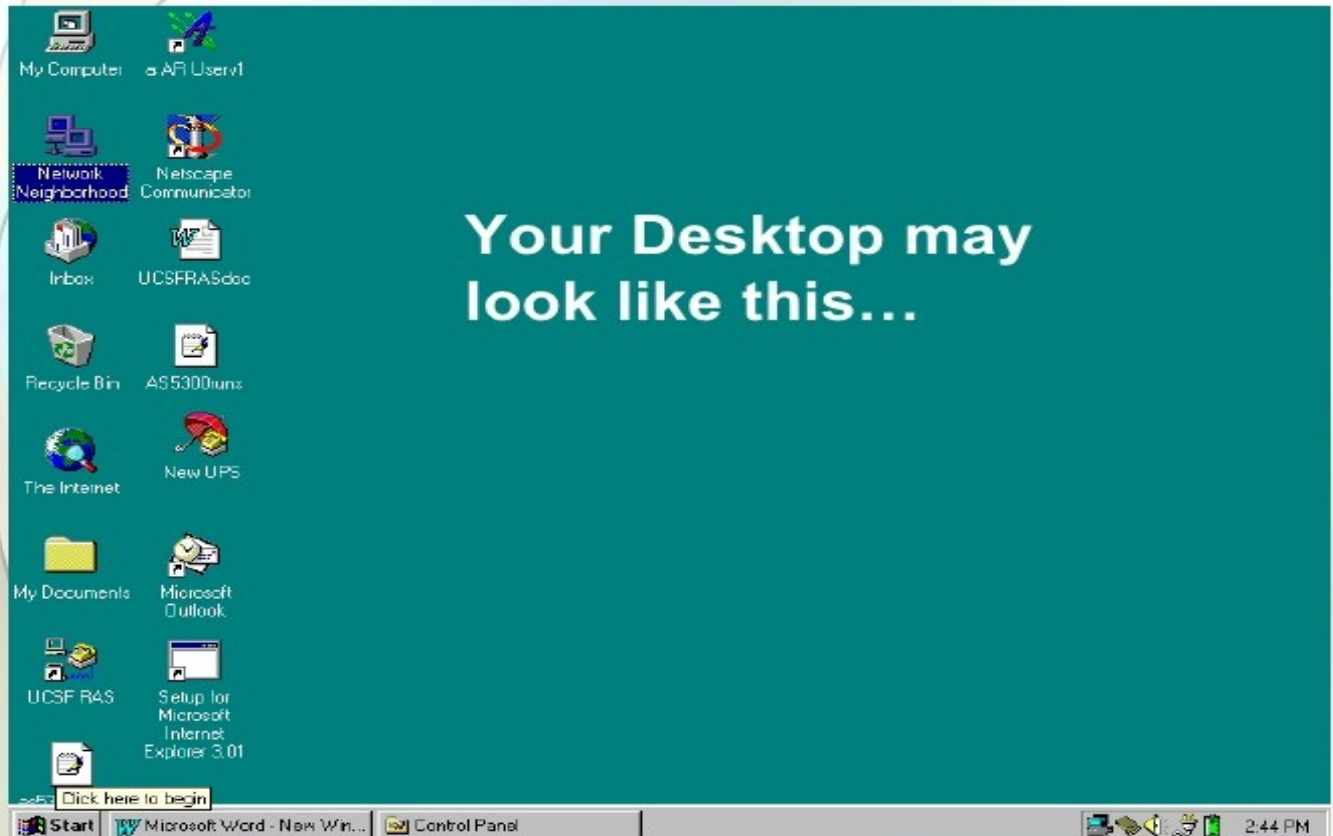 My Computer
a AR Userv1
Network
Neighborhood
Netscape
Communicator
Inbox
UCSFRASdoc
Your Desktop may
look like this...
Recycle Bin
AS5300runs
The Internet
New UPS
My Documents
Microsoft
Outlook
UCSF RAS
Setup for
Microsoft
Internet
Explorer 3.01
Click here to begin
Start
Microsoft Word - New Win...
Control Panel
2:44 PM